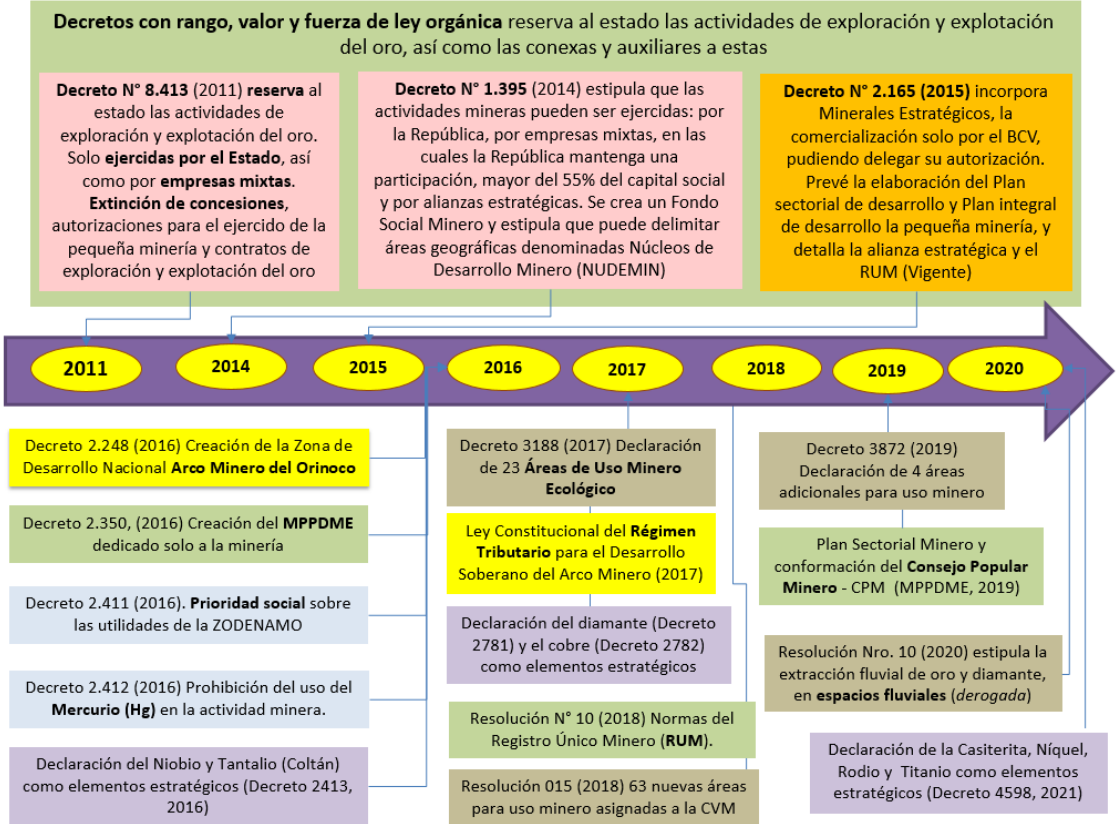 Decretos con rango, valor y fuerza de ley orgánica reserva al estado las actividades de exploración y explotación
del oro, así como las conexas y auxiliares a estas
Decreto N° 8.413 (2011) reserva al
estado las actividades de
exploración y explotación del oro.
Solo ejercidas por el Estado, así
como por empresas mixtas.
Extinción de concesiones,
autorizaciones para el ejercido de la
pequeña minería y contratos de
exploración y explotación del oro
Decreto N° 1.395 (2014) estipula que las
actividades mineras pueden ser ejercidas: por
la República, por empresas mixtas, en las
cuales la República mantenga una
participación, mayor del 55% del capital social
y por alianzas estratégicas. Se crea un Fondo
Social Minero y estipula que puede delimitar
áreas geográficas denominadas Núcleos de
Desarrollo Minero (NUDEMIN)
Decreto N° 2.165 (2015) incorpora
Minerales Estratégicos, la
comercialización solo por el BCV,
pudiendo delegar su autorización.
Prevé la elaboración del Plan
sectorial de desarrollo y Plan integral
de desarrollo la pequeña minería, y
detalla la alianza estratégica y el
RUM (Vigente)
2011
2014
2015
2016
2017
2018
2019
2020
Decreto 2.248 (2016) Creación de la Zona de
Desarrollo Nacional Arco Minero del Orinoco
Decreto 2.350, (2016) Creación del MPPDME
dedicado solo a la minería
Decreto 2.411 (2016). Prioridad social sobre
las utilidades de la ZODENAMO
Decreto 2.412 (2016) Prohibición del uso del
Mercurio (Hg) en la actividad minera.
Declaración del Niobio y Tantalio (Coltán)
como elementos estratégicos (Decreto 2413,
2016)
Decreto 3188 (2017) Declaración
de 23 Áreas de Uso Minero
Ecológico
Ley Constitucional del Régimen
Tributario para el Desarrollo
Soberano del Arco Minero (2017)
Declaración del diamante (Decreto
2781) y el cobre (Decreto 2782)
como elementos estratégicos
Resolución N° 10 (2018) Normas del
Registro Único Minero (RUM).
Resolución 015 (2018) 63 nuevas áreas
para uso minero asignadas a la CVM
Decreto 3872 (2019)
Declaración de 4 áreas
adicionales para uso minero
Plan Sectorial Minero y
conformación del Consejo Popular
Minero - CPM (MPPDME, 2019)
Resolución Nro. 10 (2020) estipula la
extracción fluvial de oro y diamante,
en espacios fluviales (derogada)
Declaración de la Casiterita, Níquel,
Rodio y Titanio como elementos
estratégicos (Decreto 4598, 2021)